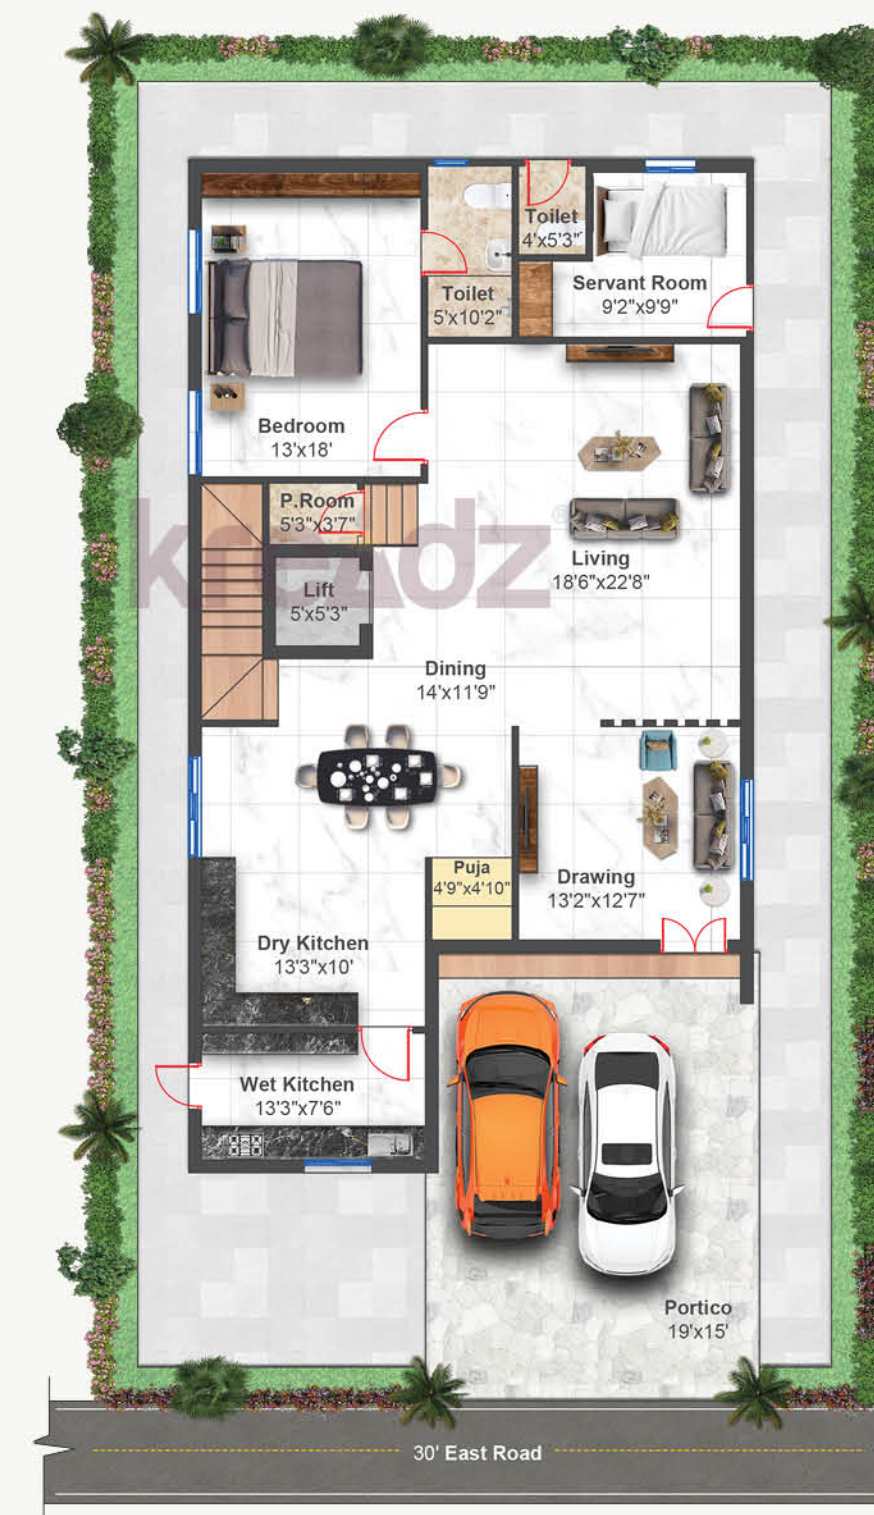 Toilet
4'x5'3"
Servant Room
9'2"x9'9"
Toilet
5'x10'2"
Bedroom
13'x18'
P.Room
5'3"x3'7"
kreadz
®
Living
18'6"x22'8"
Lift
5'x5'3"
Dining
14'x11'9"
Puja
4'9"x4'10"
Drawing
13'2"x12'7"
Dry Kitchen
13'3"x10'
Wet Kitchen
13'3"x7'6"
Portico
19'x15'
30' East Road